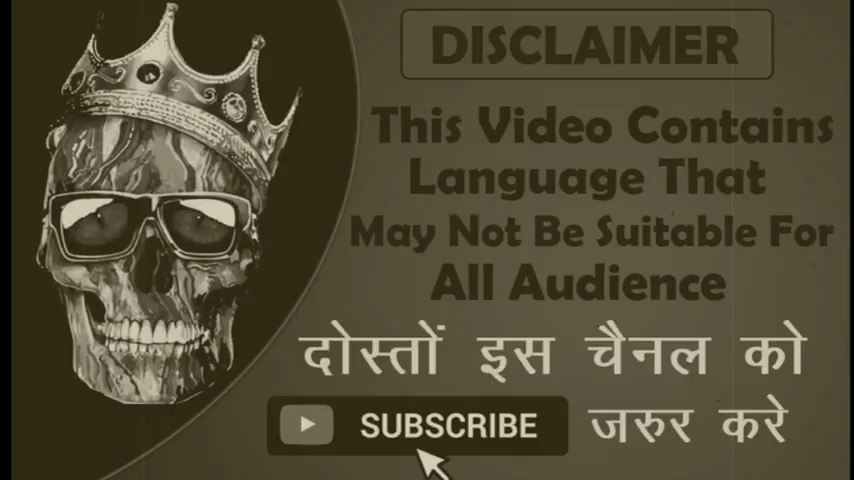 DISCLAIMER
This Video Contains
Language That
May Not Be Suitable For
All Audience
दोस्तों इस चैनल को
SUBSCRIBE जरुर करे